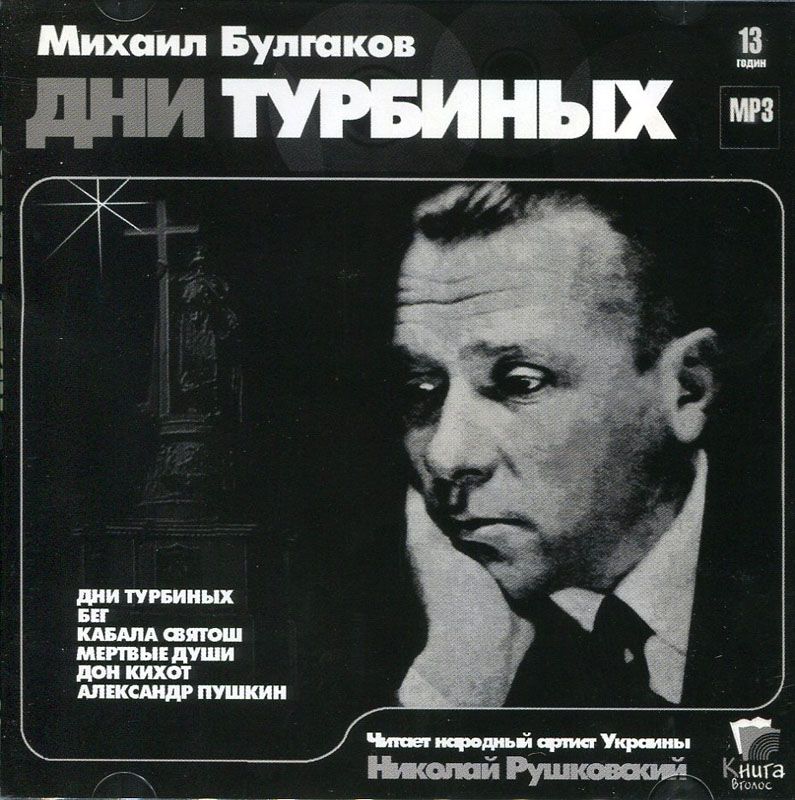 Михаил Булгаков
ДНИ ТУРБИНЫХ
13
годин
MP3
ДНИ ТУРБИНЫХ
БЕГ
КАБАЛА СВЯТОШ
МЕРТВЫЕ ДУШИ
ДОН КИХОТ
АЛЕКСАНДР ПУШКИН
Читает народный артист Украины
Николай Рушковский
Книга
вголос